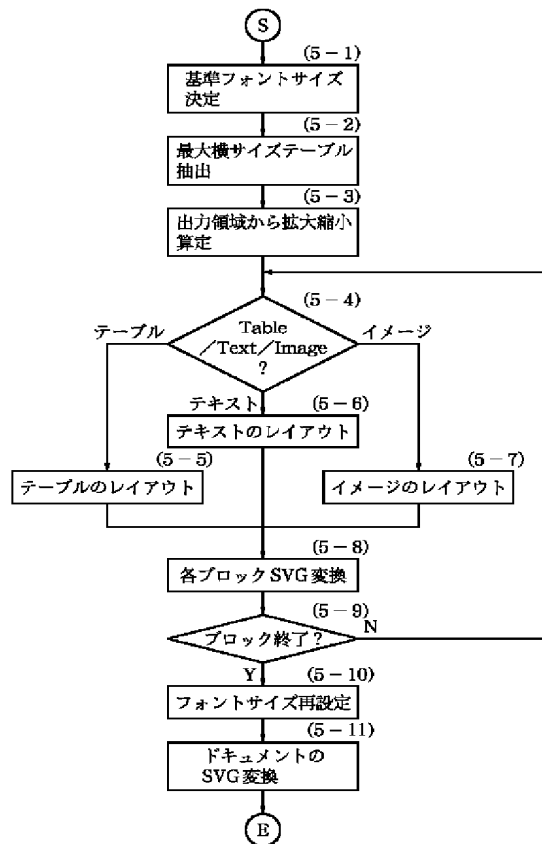 S
(5-1)
基準フォントサイズ
決定
(5-2)
最大横サイズテーブル
抽出
(5-3)
出力領域から拡大縮小
算定
(5-4)
テーブル
Table
/Text/Image
?
イメージ
テキスト
(5-6)
テキストのレイアウト
(5-5)
テーブルのレイアウト
(5-7)
イメージのレイアウト
(5-8)
各ブロックSVG変換
(5-9)
ブロック終了?
N
Y
(5-10)
フォントサイズ再設定
(5-11)
ドキュメントの
SVG変換
E